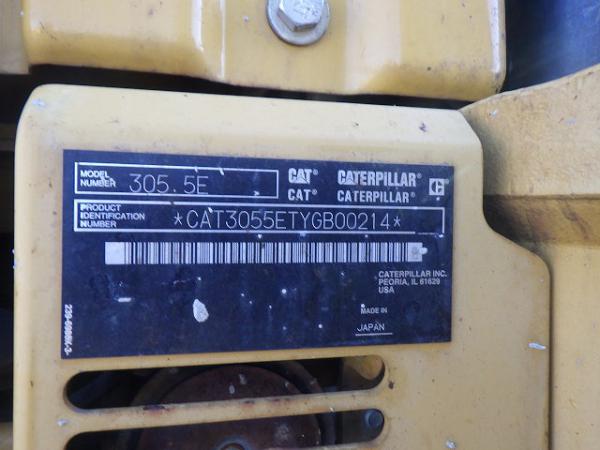 MODEL NUMBER 305.5E
CAT® CATERPILLAR® C
CAT® CATERPILLAR®
PRODUCT IDENTIFICATION NUMBER *CAT3055ETYGB00214*
CATERPILLAR INC.
PEORIA, IL 61629
USA
MADE IN
JAPAN